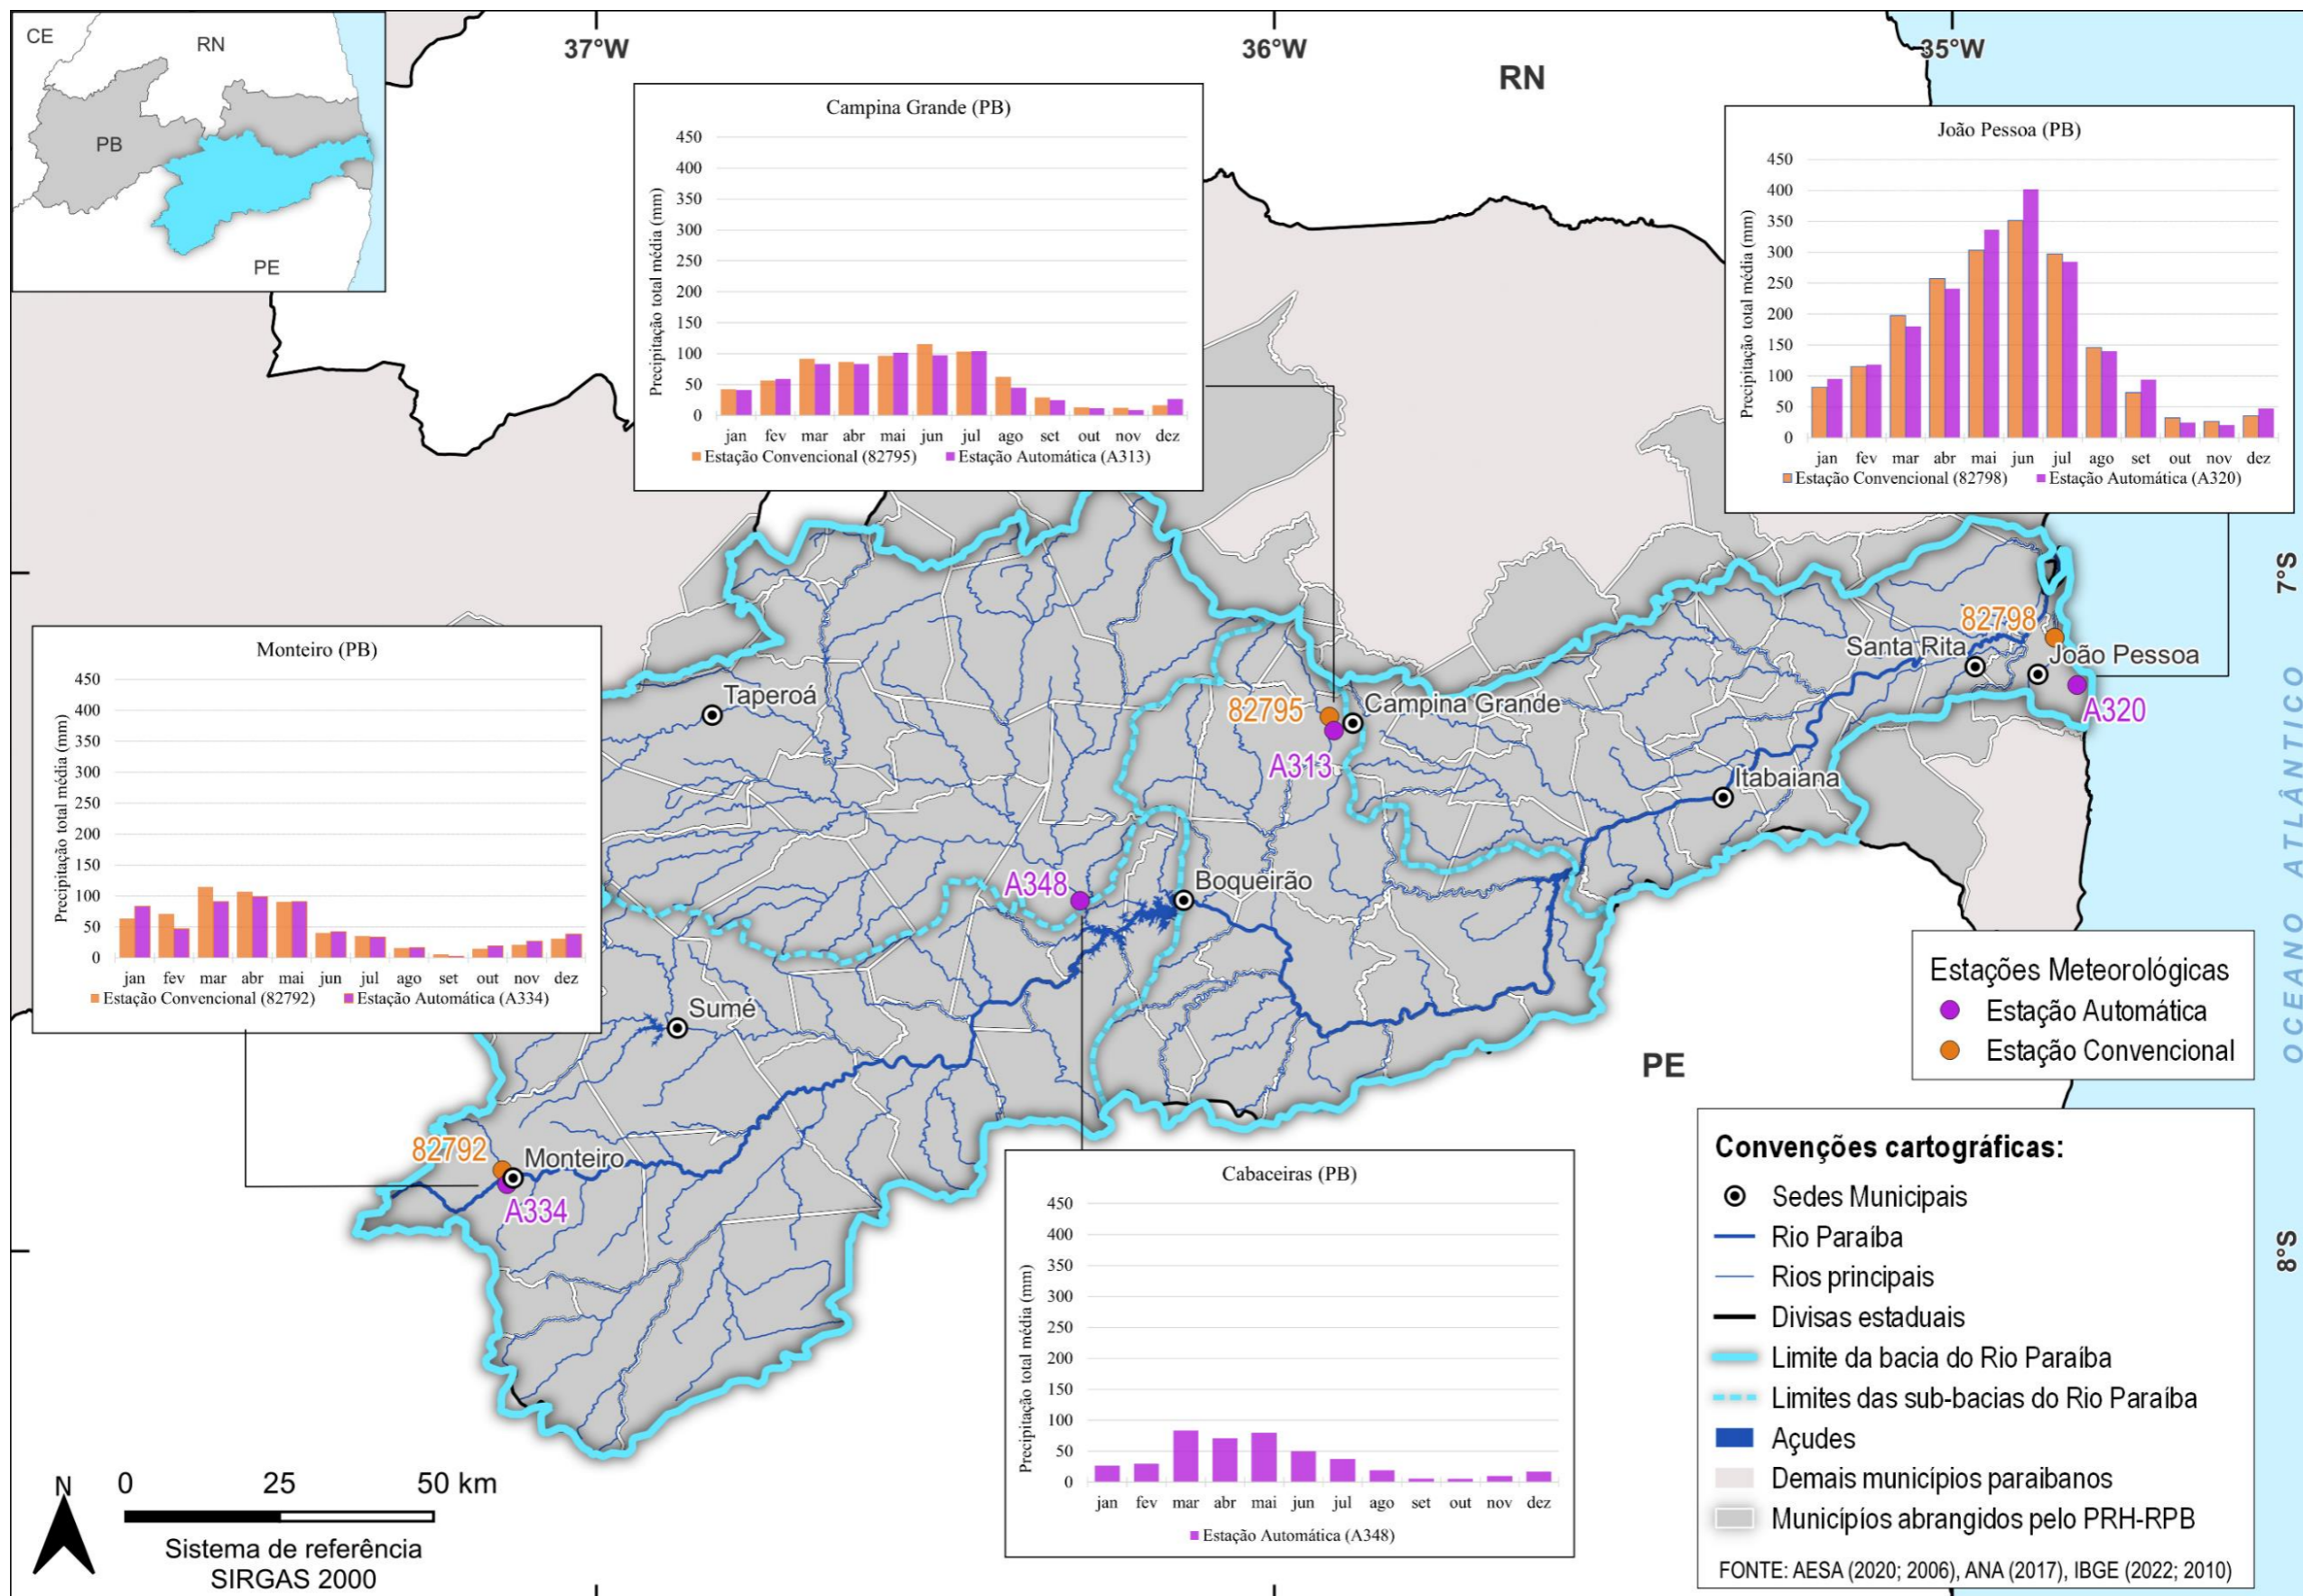 CE
RN
PB
PE
37°W
36°W
35°W
RN
Campina Grande (PB)
Precipitação total média (mm)
450
400
350
300
250
200
150
100
50
0
jan fev mar abr mai jun jul ago set out nov dez
Estação Convencional (82795) Estação Automática (A313)
João Pessoa (PB)
Precipitação total média (mm)
450
400
350
300
250
200
150
100
50
0
jan fev mar abr mai jun jul ago set out nov dez
Estação Convencional (82798) Estação Automática (A320)
7°S
Monteiro (PB)
Precipitação total média (mm)
450
400
350
300
250
200
150
100
50
0
jan fev mar abr mai jun jul ago set out nov dez
Estação Convencional (82792) Estação Automática (A334)
82798
Santa Rita
João Pessoa
A320
Taperoá
82795
Campina Grande
A313
Itabaiana
A348
Boqueirão
Sumé
82792
Monteiro
A334
PE
OCEANO ATLÂNTICO
8°S
Estações Meteorológicas
Estação Automática
Estação Convencional
Cabaceiras (PB)
Precipitação total média (mm)
450
400
350
300
250
200
150
100
50
0
jan fev mar abr mai jun jul ago set out nov dez
Estação Automática (A348)
Convenções cartográficas:
Sedes Municipais
Rio Paraíba
Rios principais
Divisas estaduais
Limite da bacia do Rio Paraíba
Limites das sub-bacias do Rio Paraíba
Açudes
Demais municípios paraibanos
Municípíos abrangidos pelo PRH-RPB
FONTE: AESA (2020; 2006), ANA (2017), IBGE (2022; 2010)
N
0 25 50 km
Sistema de referência
SIRGAS 2000